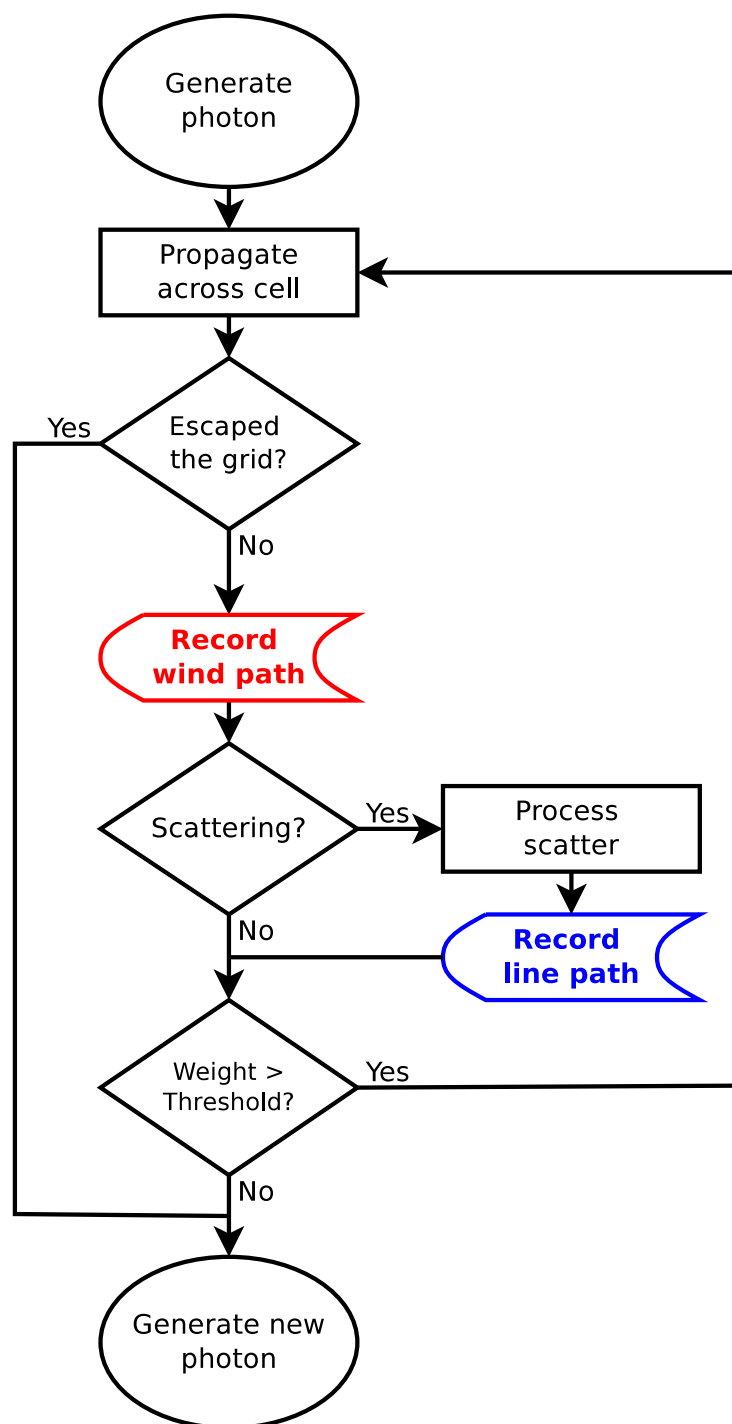 Generate
photon
Propagate
across cell
Yes
Escaped
the grid?
No
Record
wind path
Scattering?
Yes
Process
scatter
No
Record
line path
Weight >
Threshold?
Yes
No
Generate new
photon